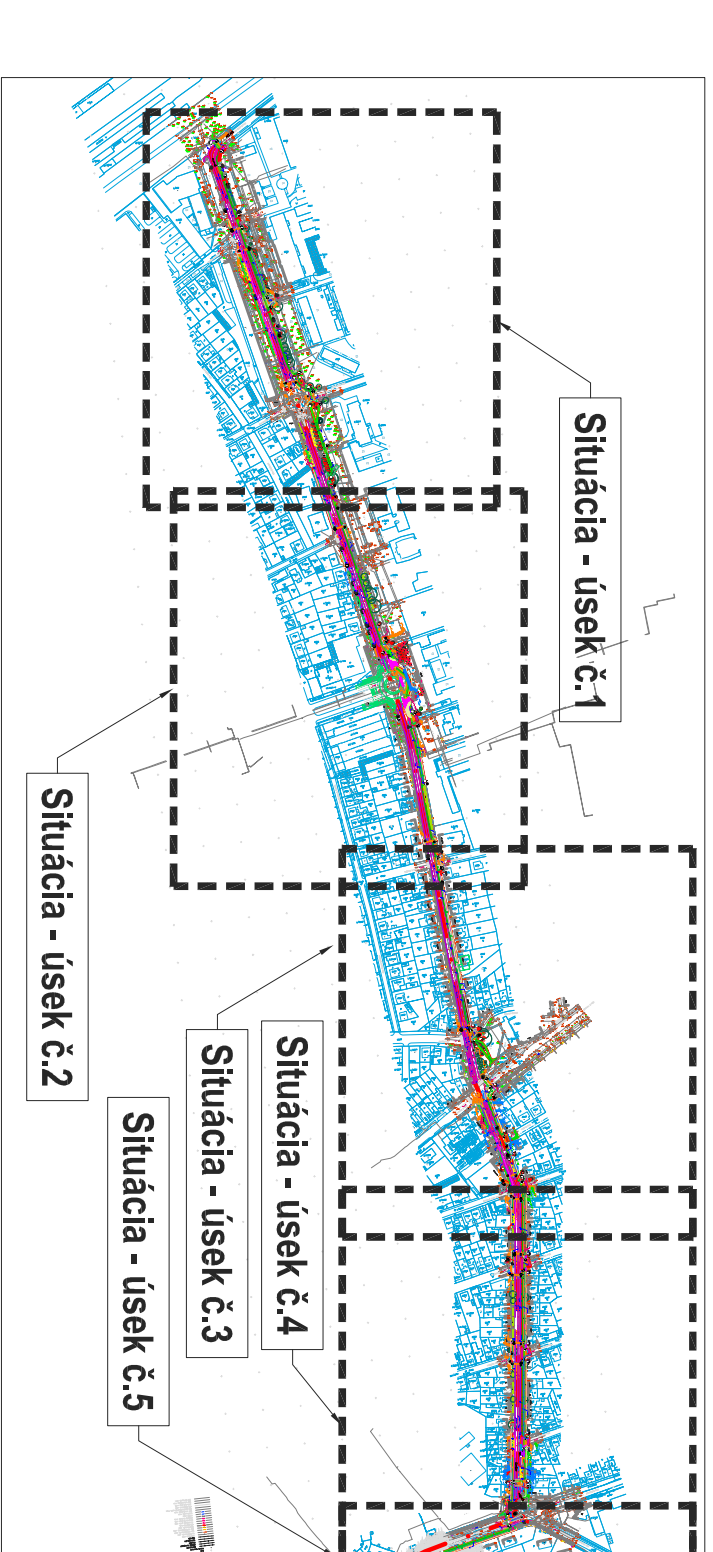 Situácia - úsek č.1
Situácia - úsek č.2
Situácia - úsek č.3
Situácia - úsek č.4
Situácia - úsek č.5